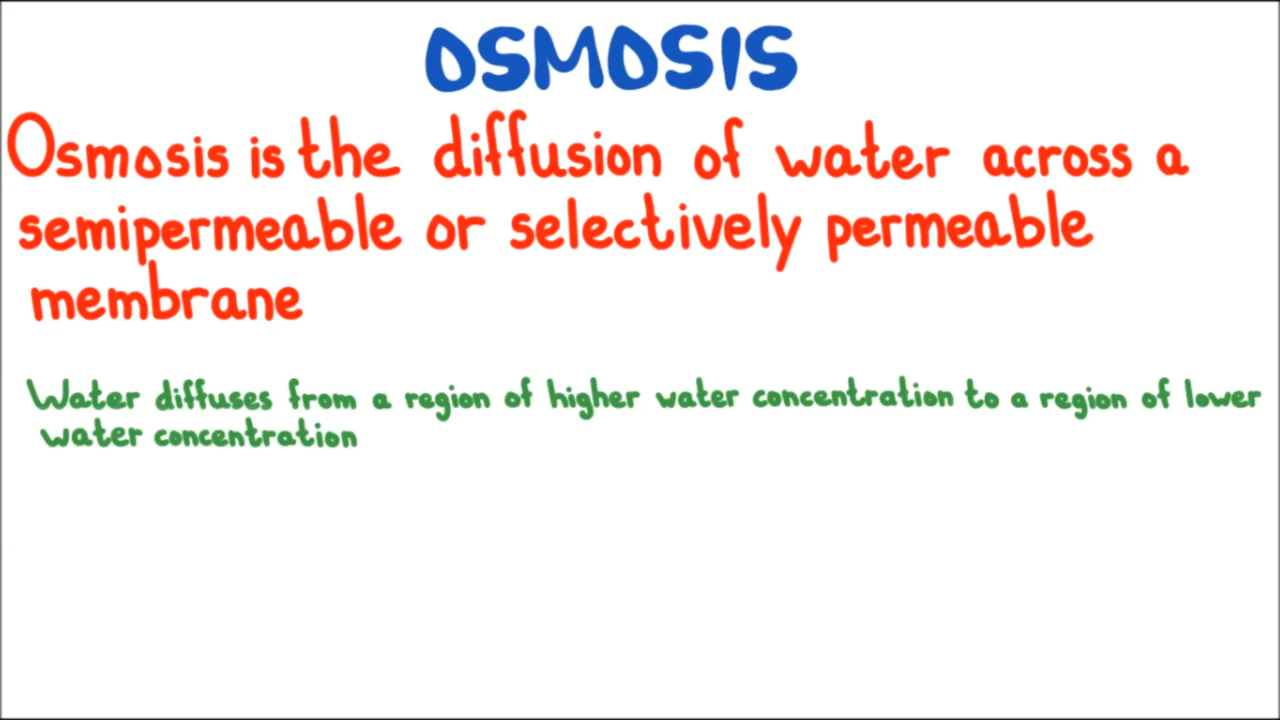 OSMOSIS
Osmosis is the diffusion of water across a
semipermeable or selectively permeable
membrane
Water diffuses from a region of higher water concentration to a region of lower
water concentration